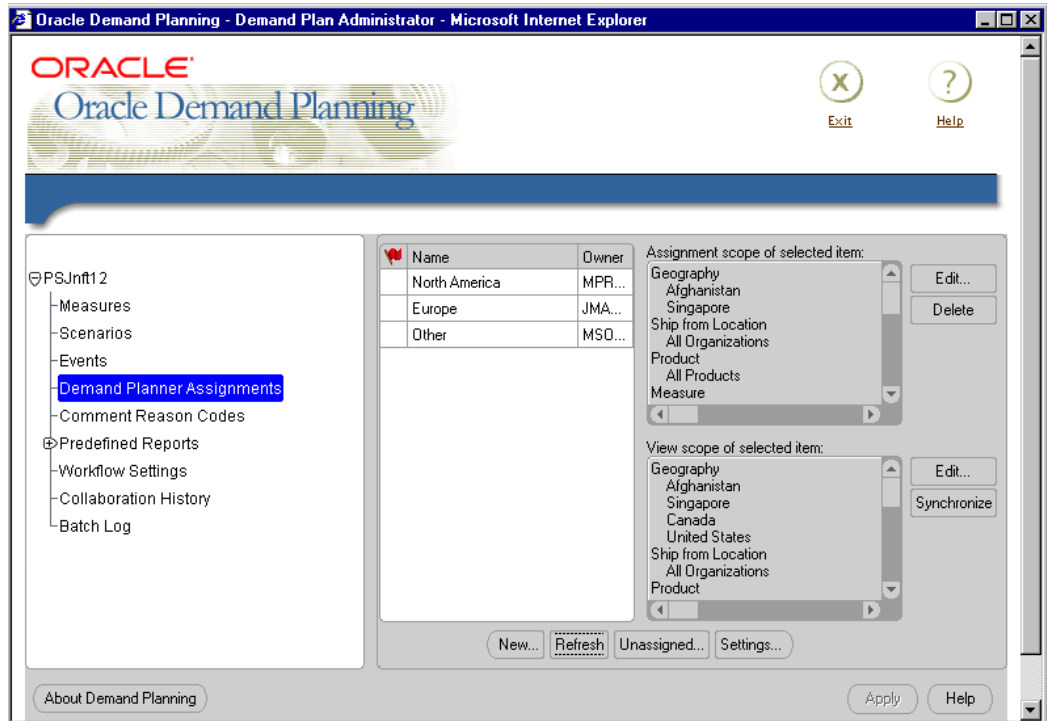 Oracle Demand Planning - Demand Plan Administrator - Microsoft Internet Explorer
ORACLE'
Oracle Demand Planning
X
Exit
?
Help
PSJnft12
Measures
Scenarios
Events
Demand Planner Assignments
Comment Reason Codes
Predefined Reports
Workflow Settings
Collaboration History
Batch Log
Name Owner
North America MPR...
Europe JMA...
Other MSO...
Assignment scope of selected item:
Geography
Afghanistan
Singapore
Ship from Location
All Organizations
Product
All Products
Measure
Edit...
Delete
View scope of selected item:
Geography
Afghanistan
Singapore
Canada
United States
Ship from Location
All Organizations
Product
Edit...
Synchronize
New... Refresh Unassigned... Settings...
About Demand Planning
Apply Help